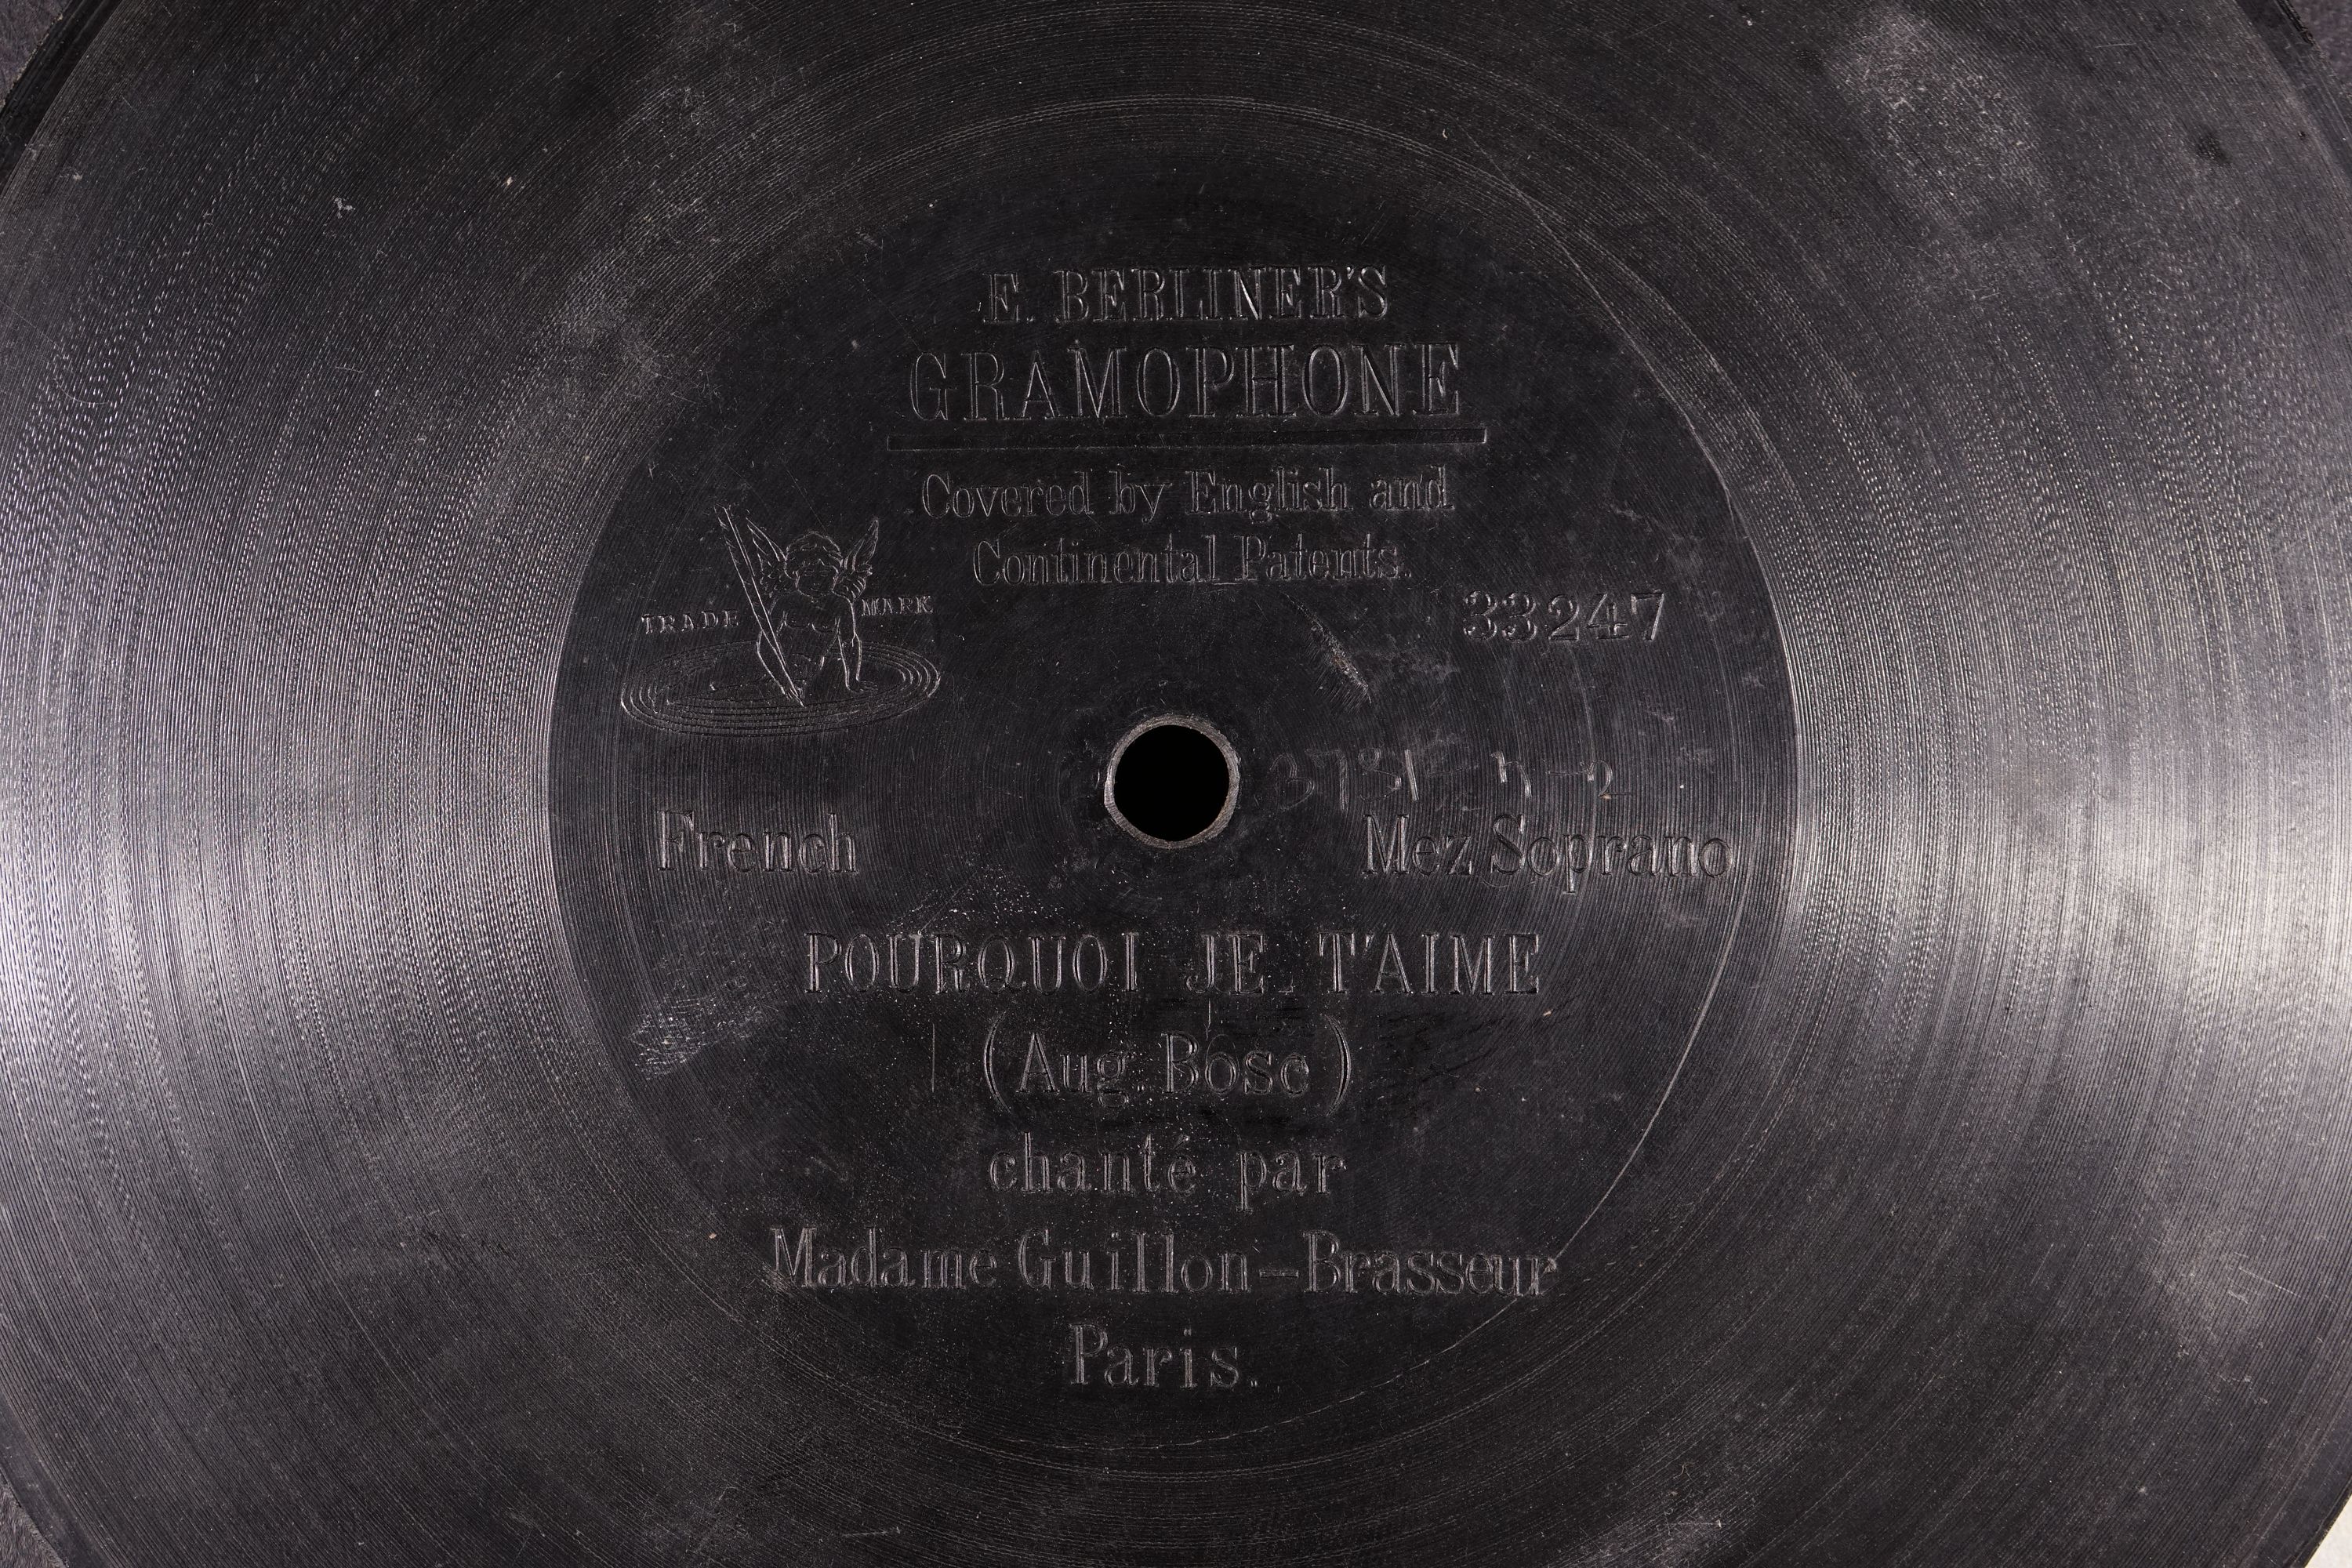 E. BERLINER'S
GRAMOPHONE
Covered by English and
Continental Patents.
TRADE MARK
33247
French
Mez Soprano
POURQUOI JE T'AIME
(Aug. Bosc)
chanté par
Madame Guillon-Brasseur
Paris.